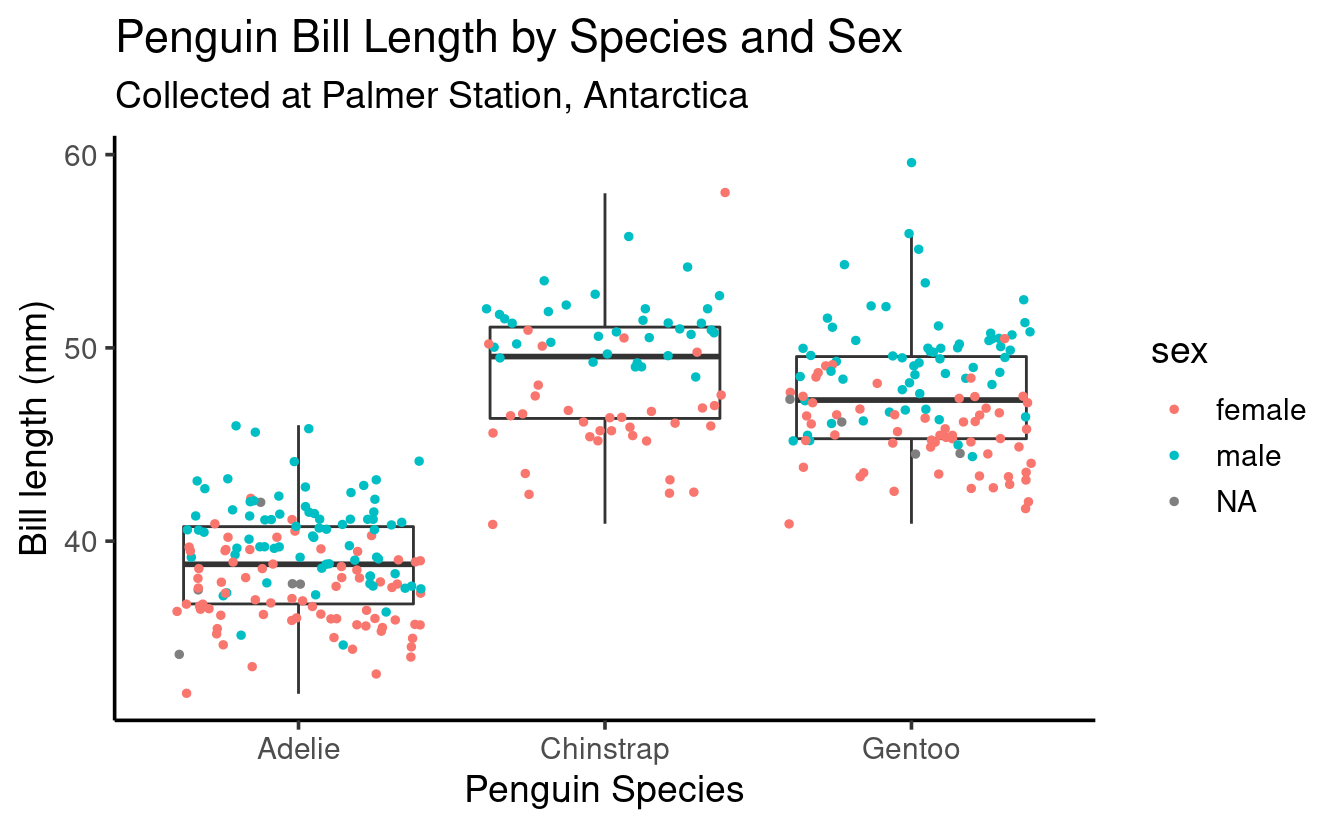 Penguin Bill Length by Species and Sex
Collected at Palmer Station, Antarctica
60
50
40
Bill length (mm)
Adelie Chinstrap Gentoo
Penguin Species
sex
female
male
NA